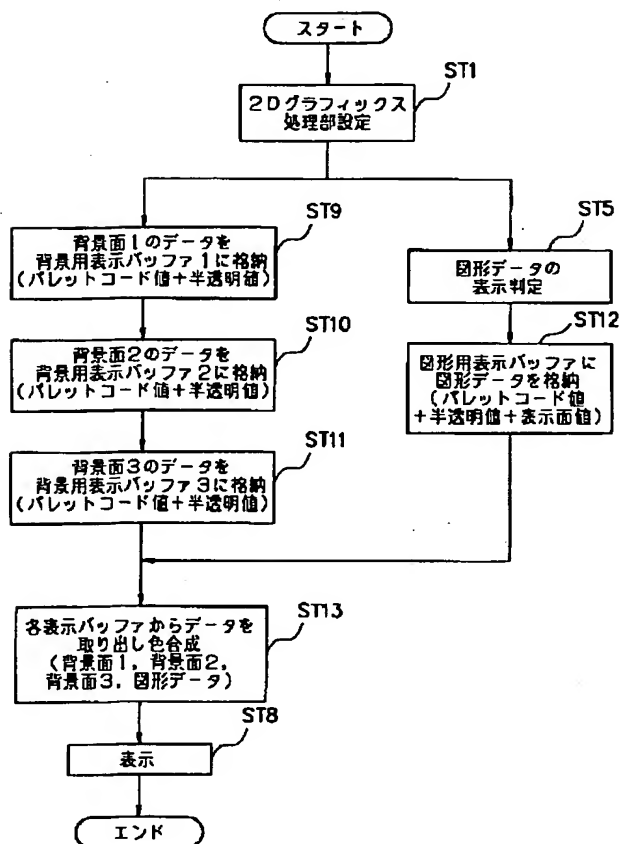 スタート
ST1
2Dグラフィックス
処理部設定
ST9
背景面1のデータを
背景用表示バッファ1に格納
(パレットコード値+半透明値)
ST10
背景面2のデータを
背景用表示バッファ2に格納
(パレットコード値+半透明値)
ST11
背景面3のデータを
背景用表示バッファ3に格納
(パレットコード値+半透明値)
ST5
図形データの
表示判定
ST12
図形用表示バッファに
図形データを格納
(パレットコード値
+半透明値+表示面値)
ST13
各表示バッファからデータを
取り出し色合成
(背景面1,背景面2,
背景面3,図形データ)
ST8
表示
エンド